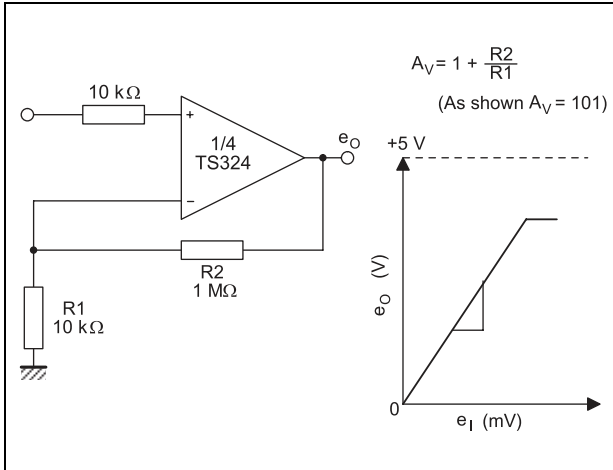 A_V = 1 + R2/R1
(As shown A_V = 101)
10 kΩ
+
1/4
TS324
−
e_O
R2
1 MΩ
R1
10 kΩ
+5 V
e_O (V)
0
e_I (mV)